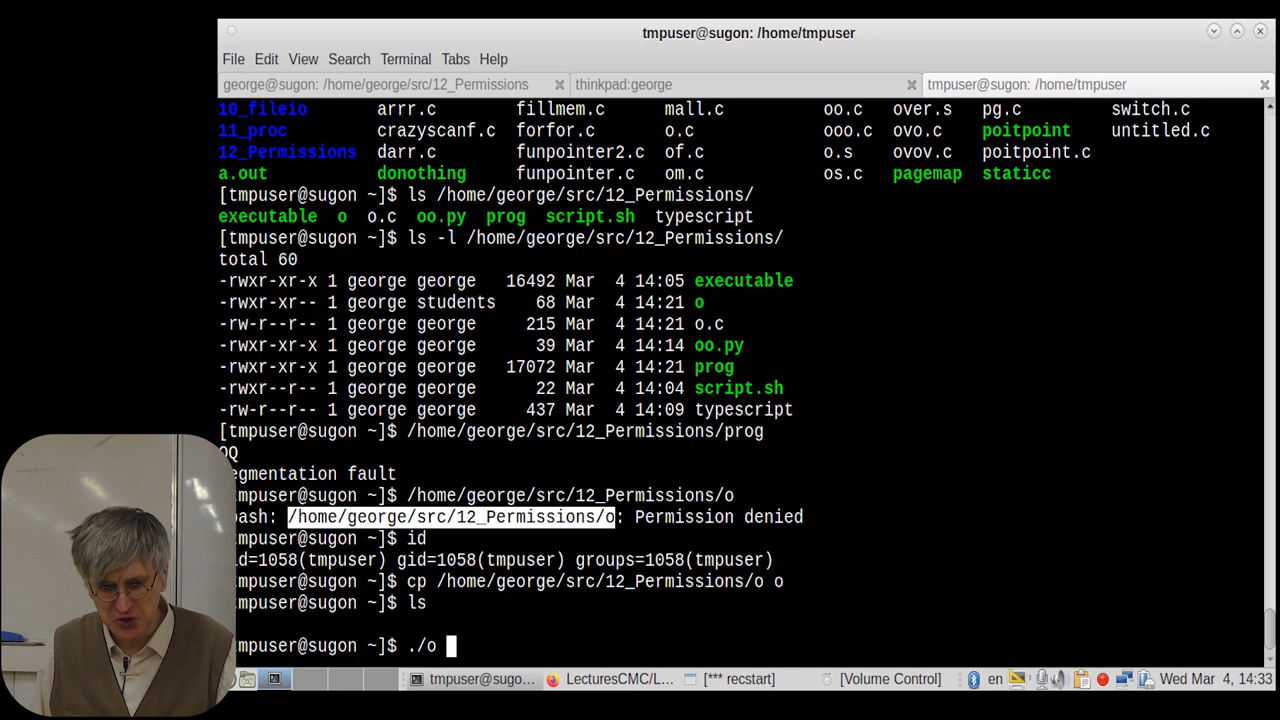 tmpuser@sugon: /home/tmpuser
File Edit View Search Terminal Tabs Help
george@sugon: /home/george/src/12_Permissions thinkpad:george tmpuser@sugon: /home/tmpuser
10_fileio arrr.c fillmem.c mall.c oo.c over.s pg.c switch.c
11_proc crazyscanf.c forfor.c o.c ooo.c ovo.c poitpoint untitled.c
12_Permissions darr.c funpointer2.c of.c o.s ovov.c poitpoint.c
a.out donothing funpointer.c om.c os.c pagemap staticc
[tmpuser@sugon ~]$ ls /home/george/src/12_Permissions/
executable o o.c oo.py prog script.sh typescript
[tmpuser@sugon ~]$ ls -l /home/george/src/12_Permissions/
total 60
-rwxr-xr-x 1 george george 16492 Mar 4 14:05 executable
-rwxr-xr-- 1 george students 68 Mar 4 14:21 o
-rw-r--r-- 1 george george 215 Mar 4 14:21 o.c
-rwxr-xr-x 1 george george 39 Mar 4 14:14 oo.py
-rwxr-xr-x 1 george george 17072 Mar 4 14:21 prog
-rwxr--r-- 1 george george 22 Mar 4 14:04 script.sh
-rw-r--r-- 1 george george 437 Mar 4 14:09 typescript
[tmpuser@sugon ~]$ /home/george/src/12_Permissions/prog
QQ
egmentation fault
tmpuser@sugon ~]$ /home/george/src/12_Permissions/o
bash: /home/george/src/12_Permissions/o: Permission denied
tmpuser@sugon ~]$ id
id=1058(tmpuser) gid=1058(tmpuser) groups=1058(tmpuser)
tmpuser@sugon ~]$ cp /home/george/src/12_Permissions/o o
tmpuser@sugon ~]$ ls
tmpuser@sugon ~]$ ./o
tmpuser@sugo... LecturesCMC/L... [*** recstart] [Volume Control] en Wed Mar 4, 14:33